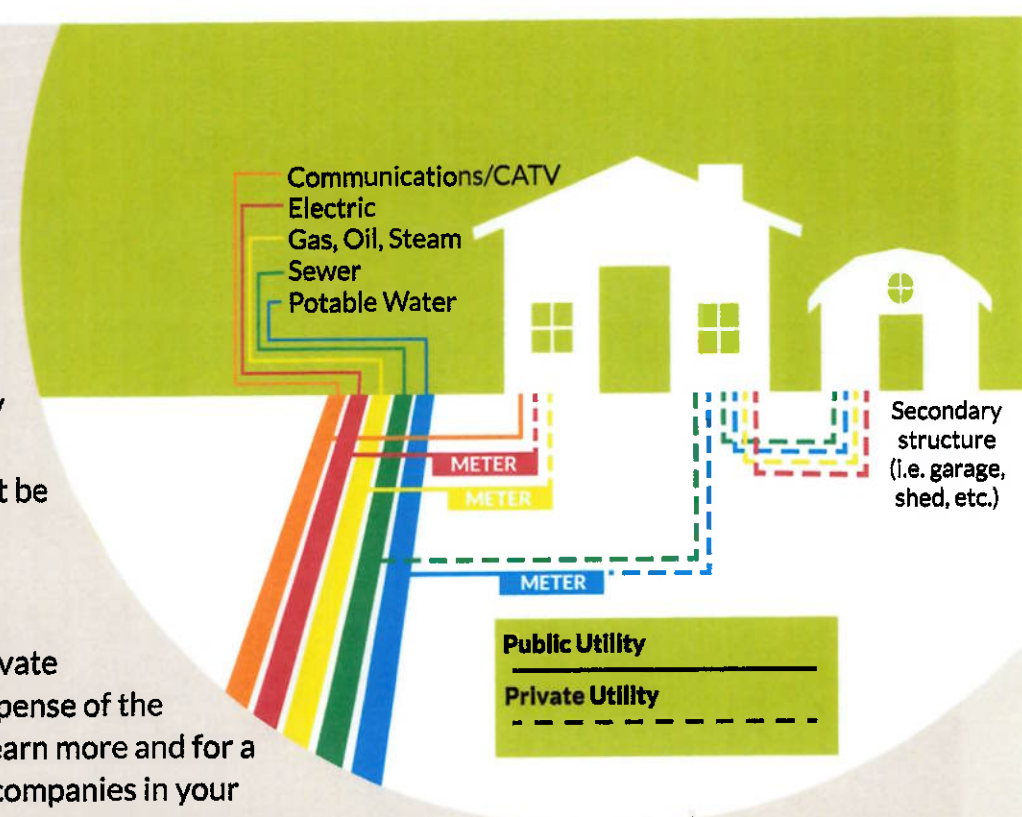 Communications/CATV
Electric
Gas, Oil, Steam
Sewer
Potable Water
METER
METER
METER
Secondary
structure
(i.e. garage,
shed, etc.)
Public Utility
Private Utility
t be
pense of the
earn more and for a
companies in your